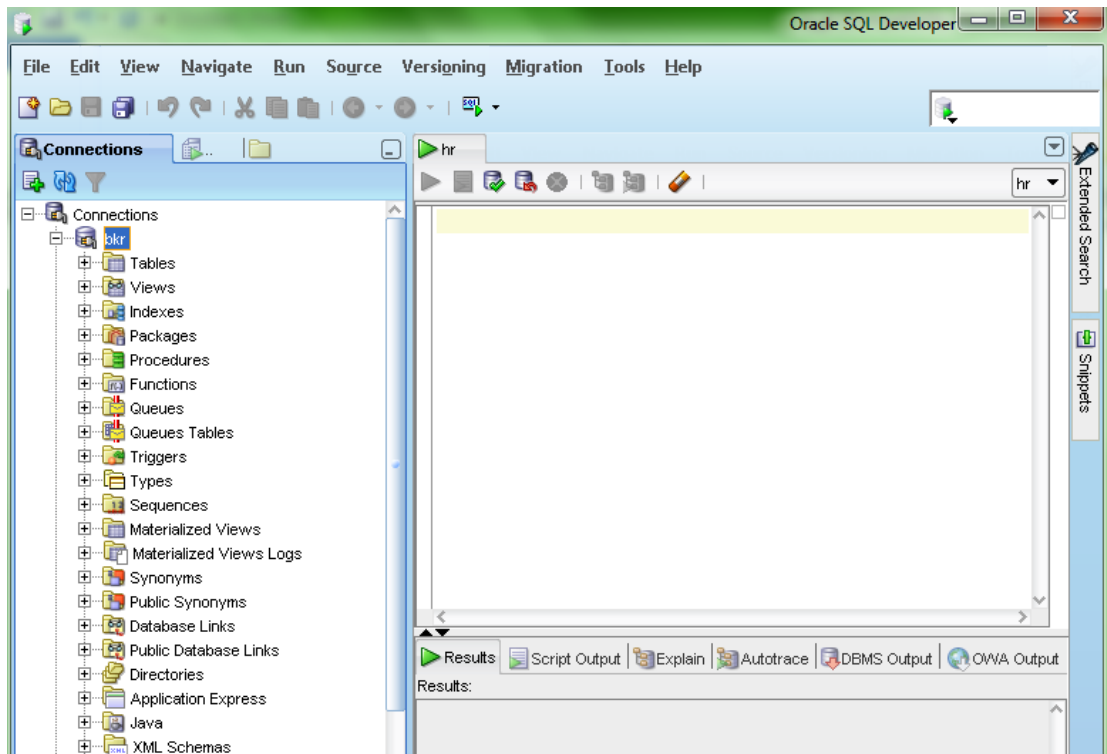 Oracle SQL Developer
File Edit View Navigate Run Source Versioning Migration Tools Help
Connections
hr
hr
Connections
bkr
Tables
Views
Indexes
Packages
Procedures
Functions
Queues
Queues Tables
Triggers
Types
Sequences
Materialized Views
Materialized Views Logs
Synonyms
Public Synonyms
Database Links
Public Database Links
Directories
Application Express
Java
XML Schemas
Results Script Output Explain Autotrace DBMS Output OWA Output
Results:
Extended Search
Snippets